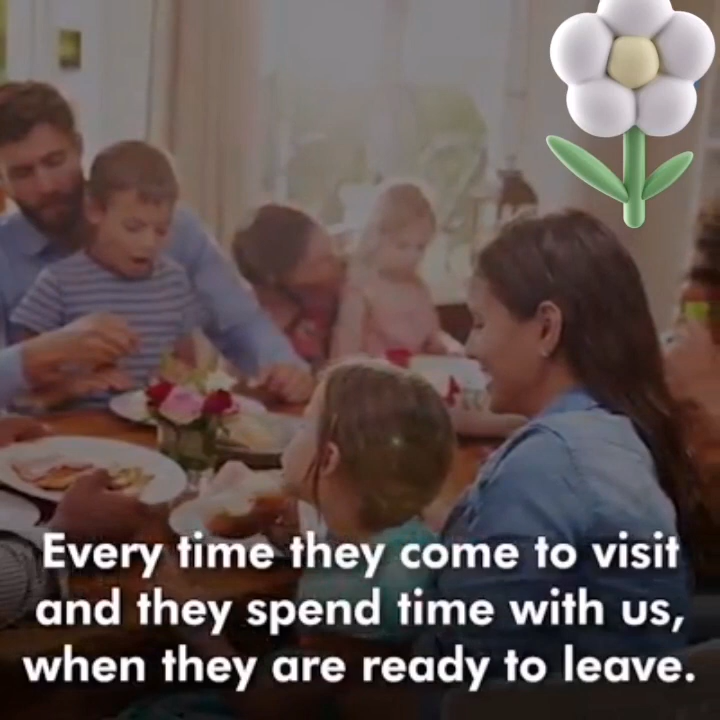 Every time they come to visit
and they spend time with us,
when they are ready to leave.